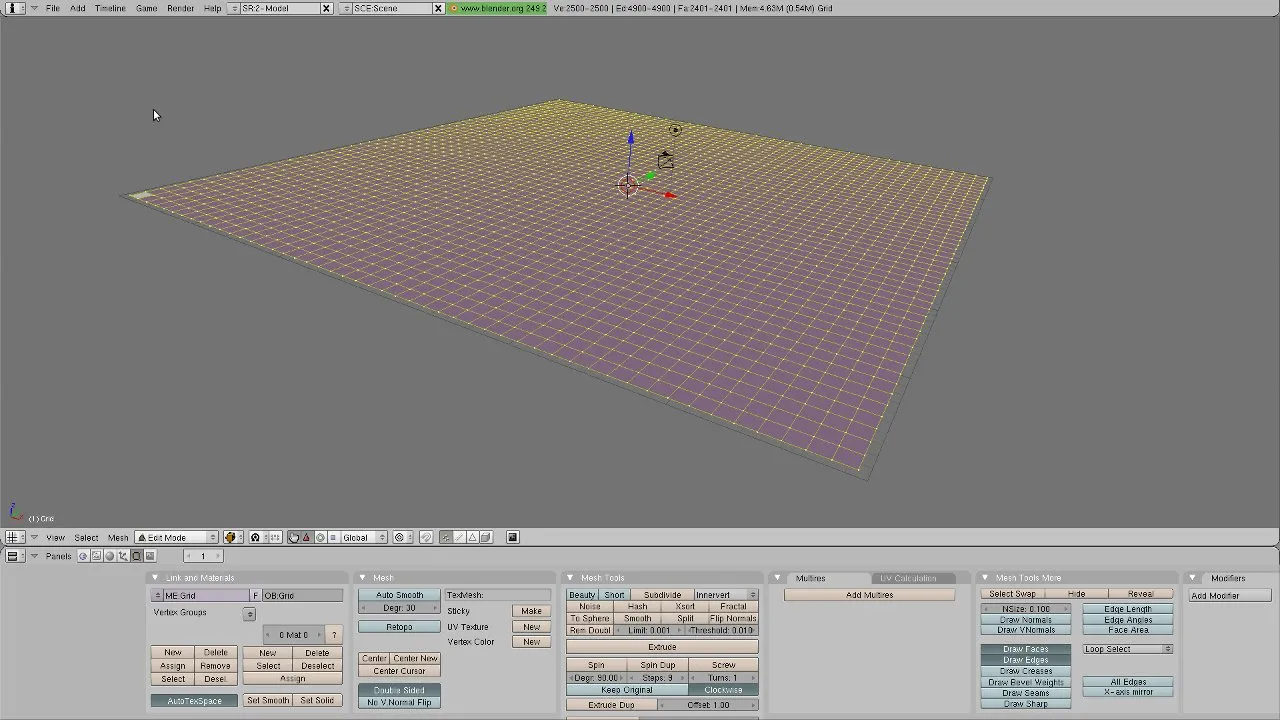 File Add Timeline Game Render Help SR:2-Model SCE:Scene www.blender.org 249.2 Ve:2500-2500 | Ed:4900-4900 | Fa:2401-2401 | Mem:4.63M (0.54M) Grid
(1) Grid
View Select Mesh Edit Mode Global
Panels 1
Link and Materials
ME:Grid F OB:Grid
Vertex Groups
0 Mat 0 ?
New Delete New Delete
Assign Remove Select Deselect
Select Desel. Assign
AutoTexSpace Set Smooth Set Solid
Mesh
Auto Smooth TexMesh:
Degr: 30 Sticky Make
Retopo UV Texture New
Vertex Color New
Center Center New
Center Cursor
Double Sided
No V.Normal Flip
Mesh Tools
Beauty Short Subdivide Innervert
Noise Hash Xsort Fractal
To Sphere Smooth Split Flip Normals
Rem Doubl Limit: 0.001 Threshold: 0.010
Extrude
Spin Spin Dup Screw
Degr: 90.00 Steps: 9 Turns: 1
Keep Original Clockwise
Extrude Dup Offset: 1.00
Multires UV Calculation
Add Multires
Mesh Tools More
Select Swap Hide Reveal
NSize: 0.100 Edge Length
Draw Normals Edge Angles
Draw VNormals Face Area
Draw Faces Loop Select
Draw Edges
Draw Creases
Draw Bevel Weights All Edges
Draw Seams X-axis mirror
Draw Sharp
Modifiers
Add Modifier